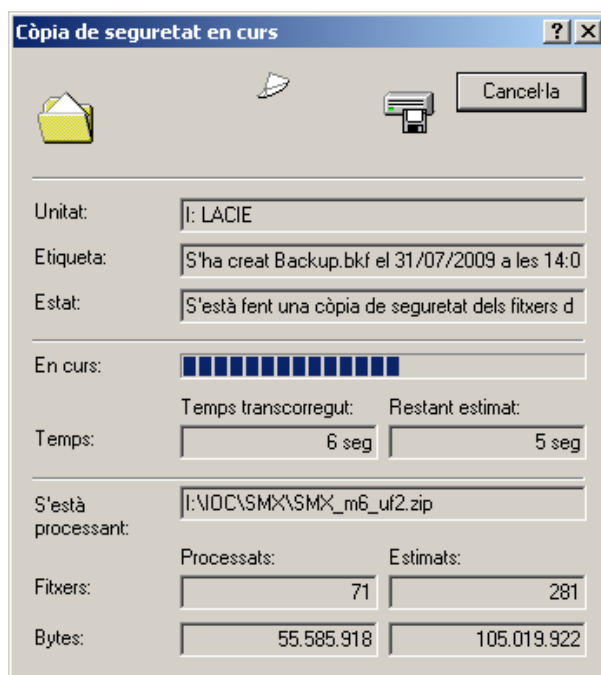 Còpia de seguretat en curs
Cancel·la
Unitat: I: LACIE
Etiqueta: S'ha creat Backup.bkf el 31/07/2009 a les 14:0
Estat: S'està fent una còpia de seguretat dels fitxers d
En curs:
Temps transcorregut: Restant estimat:
Temps: 6 seg 5 seg
S'està
processant: I:\IOC\SMX\SMX_m6_uf2.zip
Processats: Estimats:
Fitxers: 71 281
Bytes: 55.585.918 105.019.922